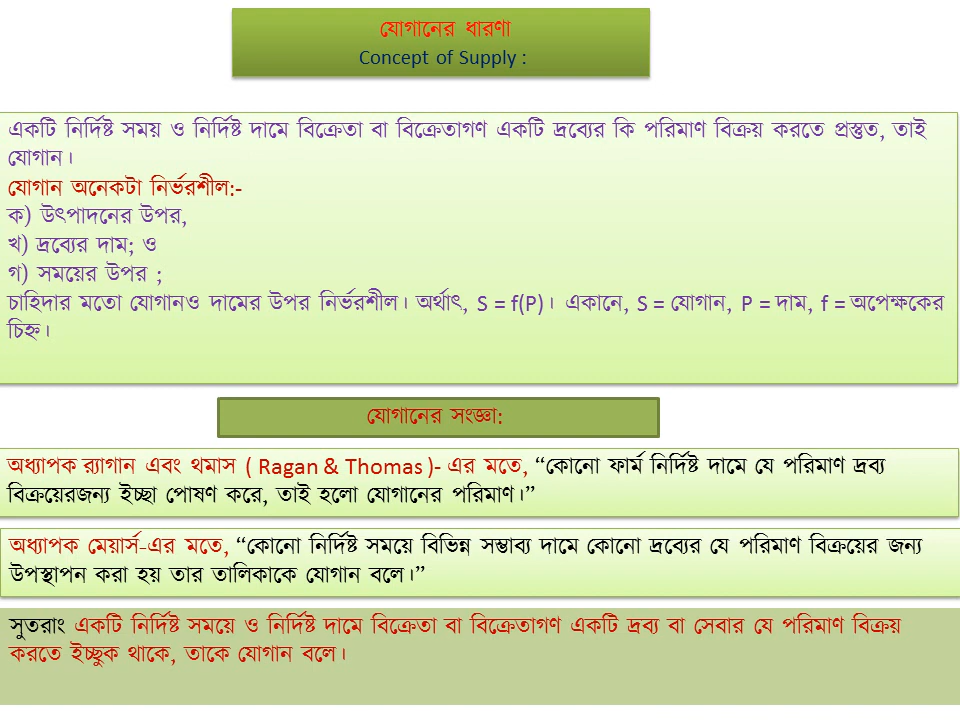 যোগানের ধারণা
Concept of Supply :
একটি নির্দিষ্ট সময় ও নির্দিষ্ট দামে বিক্রেতা বা বিক্রেতাগণ একটি দ্রব্যের কি পরিমাণ বিক্রয় করতে প্রস্তুত, তাই
যোগান।
যোগান অনেকটা নির্ভরশীল:-
ক) উৎপাদনের উপর,
খ) দ্রব্যের দাম; ও
গ) সময়ের উপর ;
চাহিদার মতো যোগানও দামের উপর নির্ভরশীল। অর্থাৎ, S = f(P)। একানে, S = যোগান, P = দাম, f = অপেক্ষকের
চিহ্ন।
যোগানের সংজ্ঞা:
অধ্যাপক র‍্যাগান এবং থমাস ( Ragan & Thomas )- এর মতে, “কোনো ফার্ম নির্দিষ্ট দামে যে পরিমাণ দ্রব্য
বিক্রয়েরজন্য ইচ্ছা পোষণ করে, তাই হলো যোগানের পরিমাণ।”
অধ্যাপক মেয়ার্স-এর মতে, “কোনো নির্দিষ্ট সময়ে বিভিন্ন সম্ভাব্য দামে কোনো দ্রব্যের যে পরিমাণ বিক্রয়ের জন্য
উপস্থাপন করা হয় তার তালিকাকে যোগান বলে।”
সুতরাং একটি নির্দিষ্ট সময়ে ও নির্দিষ্ট দামে বিক্রেতা বা বিক্রেতাগণ একটি দ্রব্য বা সেবার যে পরিমাণ বিক্রয়
করতে ইচ্ছুক থাকে, তাকে যোগান বলে।